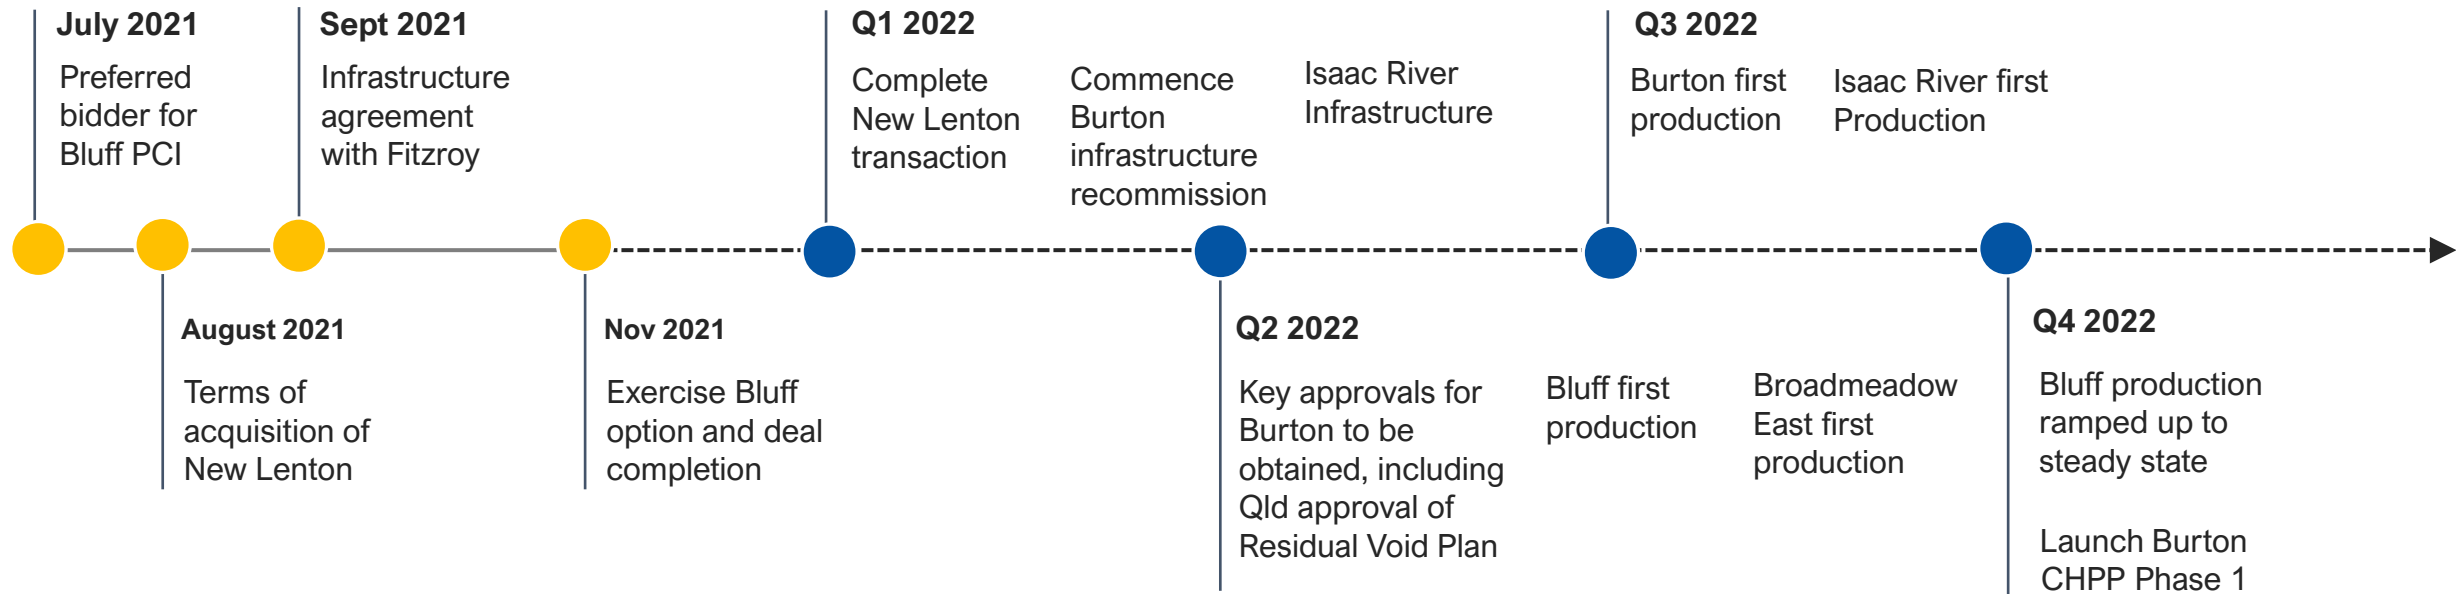 July 2021
Preferred
bidder for
Bluff PCI
Sept 2021
Infrastructure
agreement
with Fitzroy
Q1 2022
Complete
New Lenton
transaction
Commence
Burton
infrastructure
recommission
Isaac River
Infrastructure
Q3 2022
Burton first
production
Isaac River first
Production
August 2021
Terms of
acquisition of
New Lenton
Nov 2021
Exercise Bluff
option and deal
completion
Q2 2022
Key approvals for
Burton to be
obtained, including
Qld approval of
Residual Void Plan
Bluff first
production
Broadmeadow
East first
production
Q4 2022
Bluff production
ramped up to
steady state
Launch Burton
CHPP Phase 1